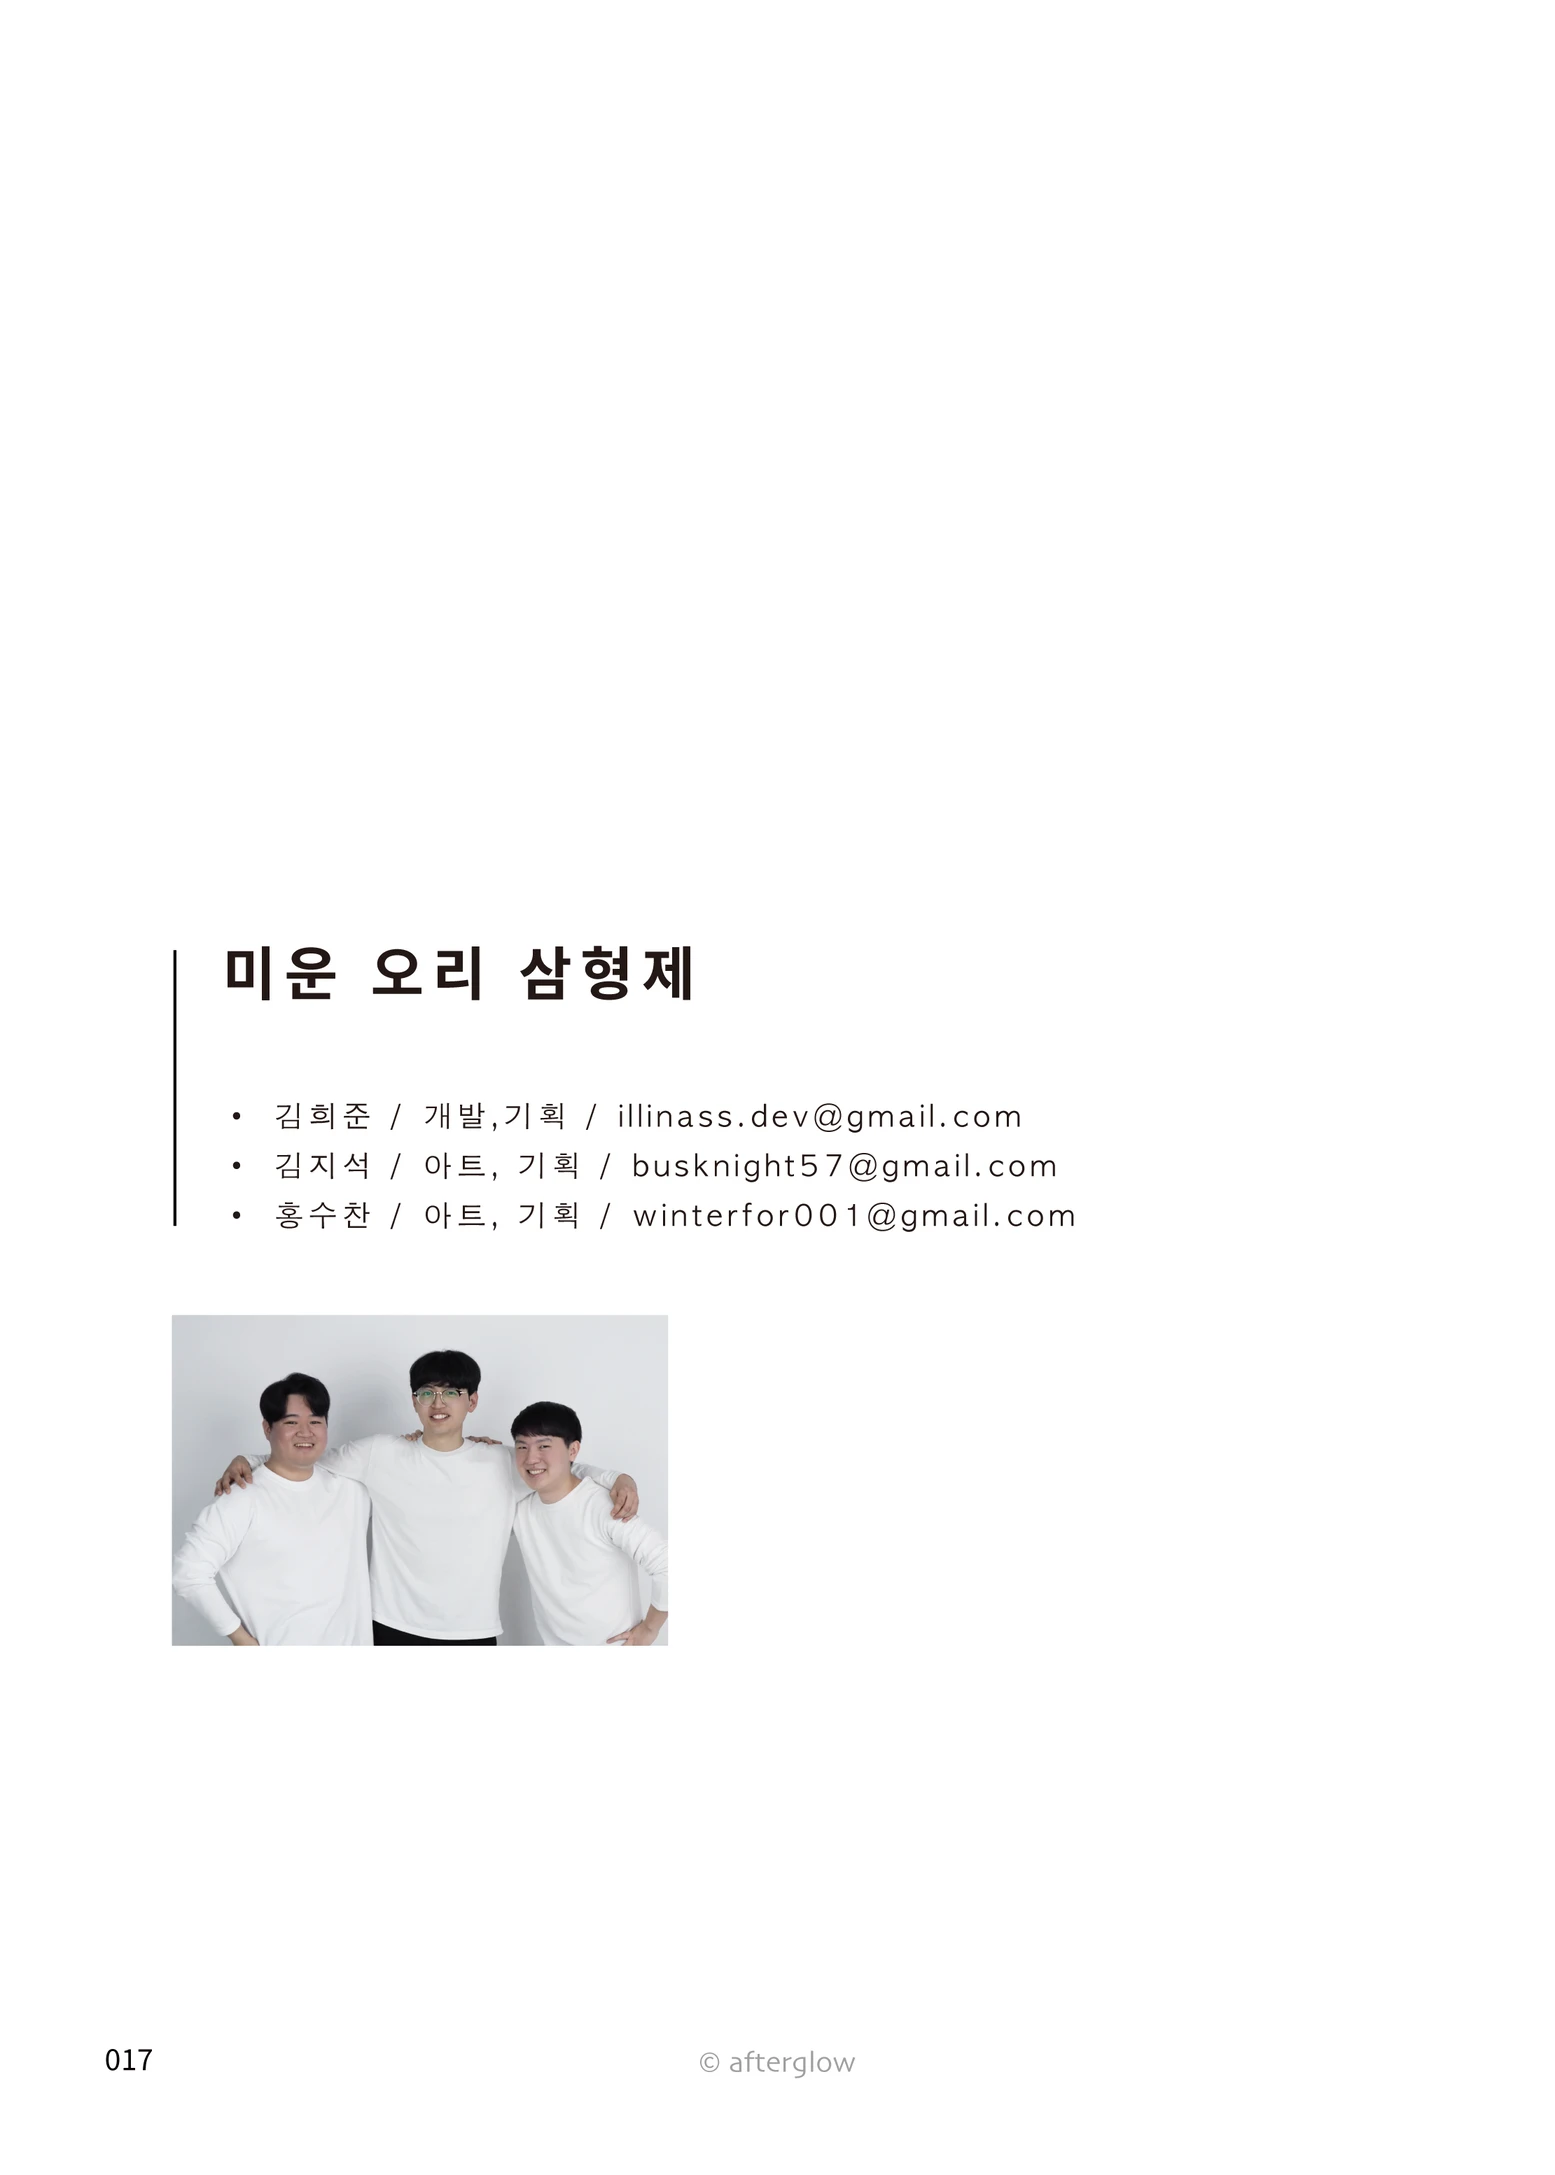 미운 오리 삼형제
• 김희준 / 개발,기획 / illinass.dev@gmail.com
• 김지석 / 아트, 기획 / busknight57@gmail.com
• 홍수찬 / 아트, 기획 / winterfor001@gmail.com
017
© afterglow